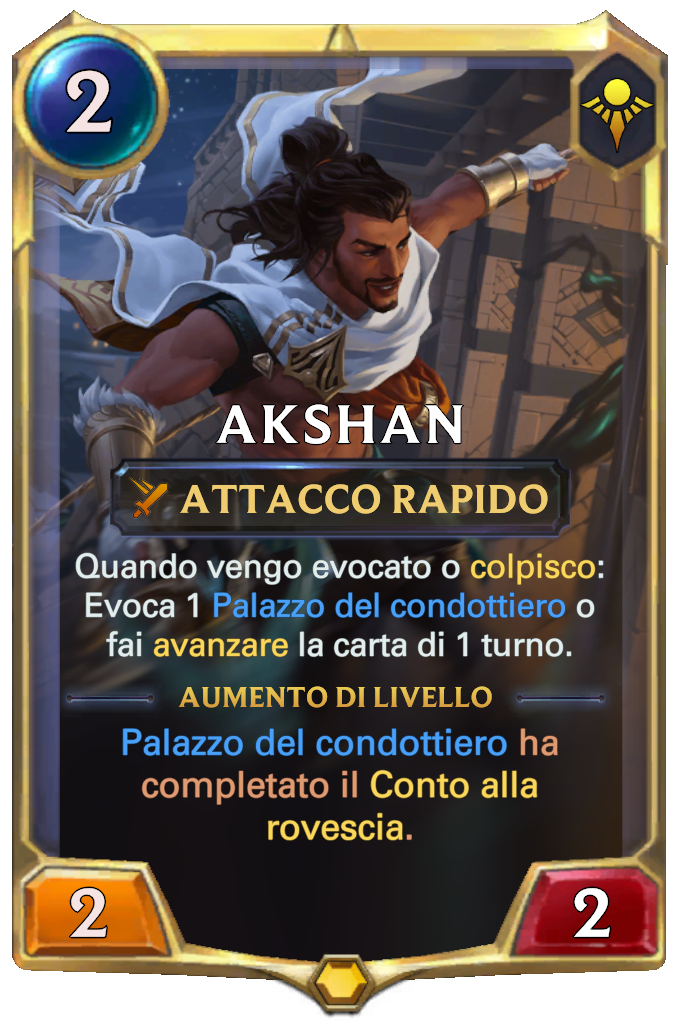 2
AKSHAN
ATTACCO RAPIDO
Quando vengo evocato o colpisco:
Evoca 1 Palazzo del condottiero o
fai avanzare la carta di 1 turno.
AUMENTO DI LIVELLO
Palazzo del condottiero ha
completato il Conto alla
rovescia.
2
2